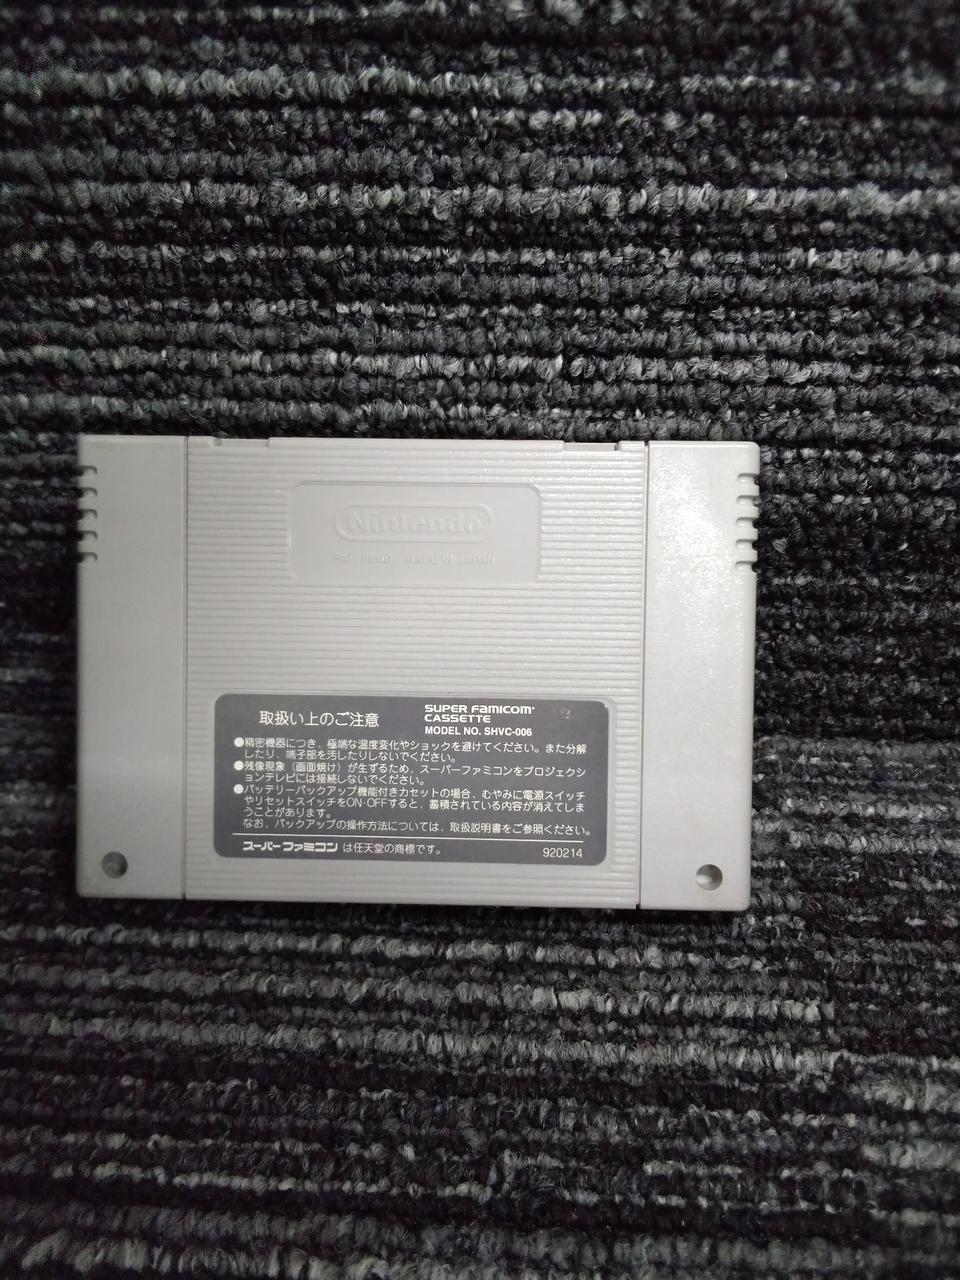 Nintendo
PAT. PEND. MADE IN JAPAN
取扱い上のご注意
SUPER FAMICOM
CASSETTE
MODEL NO. SHVC-006
●精密機器につき、極端な温度変化やショックを避けてください。また分解
したり、端子部を汚したりしないでください。
●残像現象（画面焼け）が生ずるため、スーパーファミコンをプロジェクシ
ョンテレビには接続しないでください。
●バッテリーバックアップ機能付きカセットの場合、むやみに電源スイッチ
やリセットスイッチをON·OFFすると、蓄積されている内容が消えてしま
うことがあります。
なお、バックアップの操作方法については、取扱説明書をご参照ください。
スーパーファミコン は任天堂の商標です。
920214